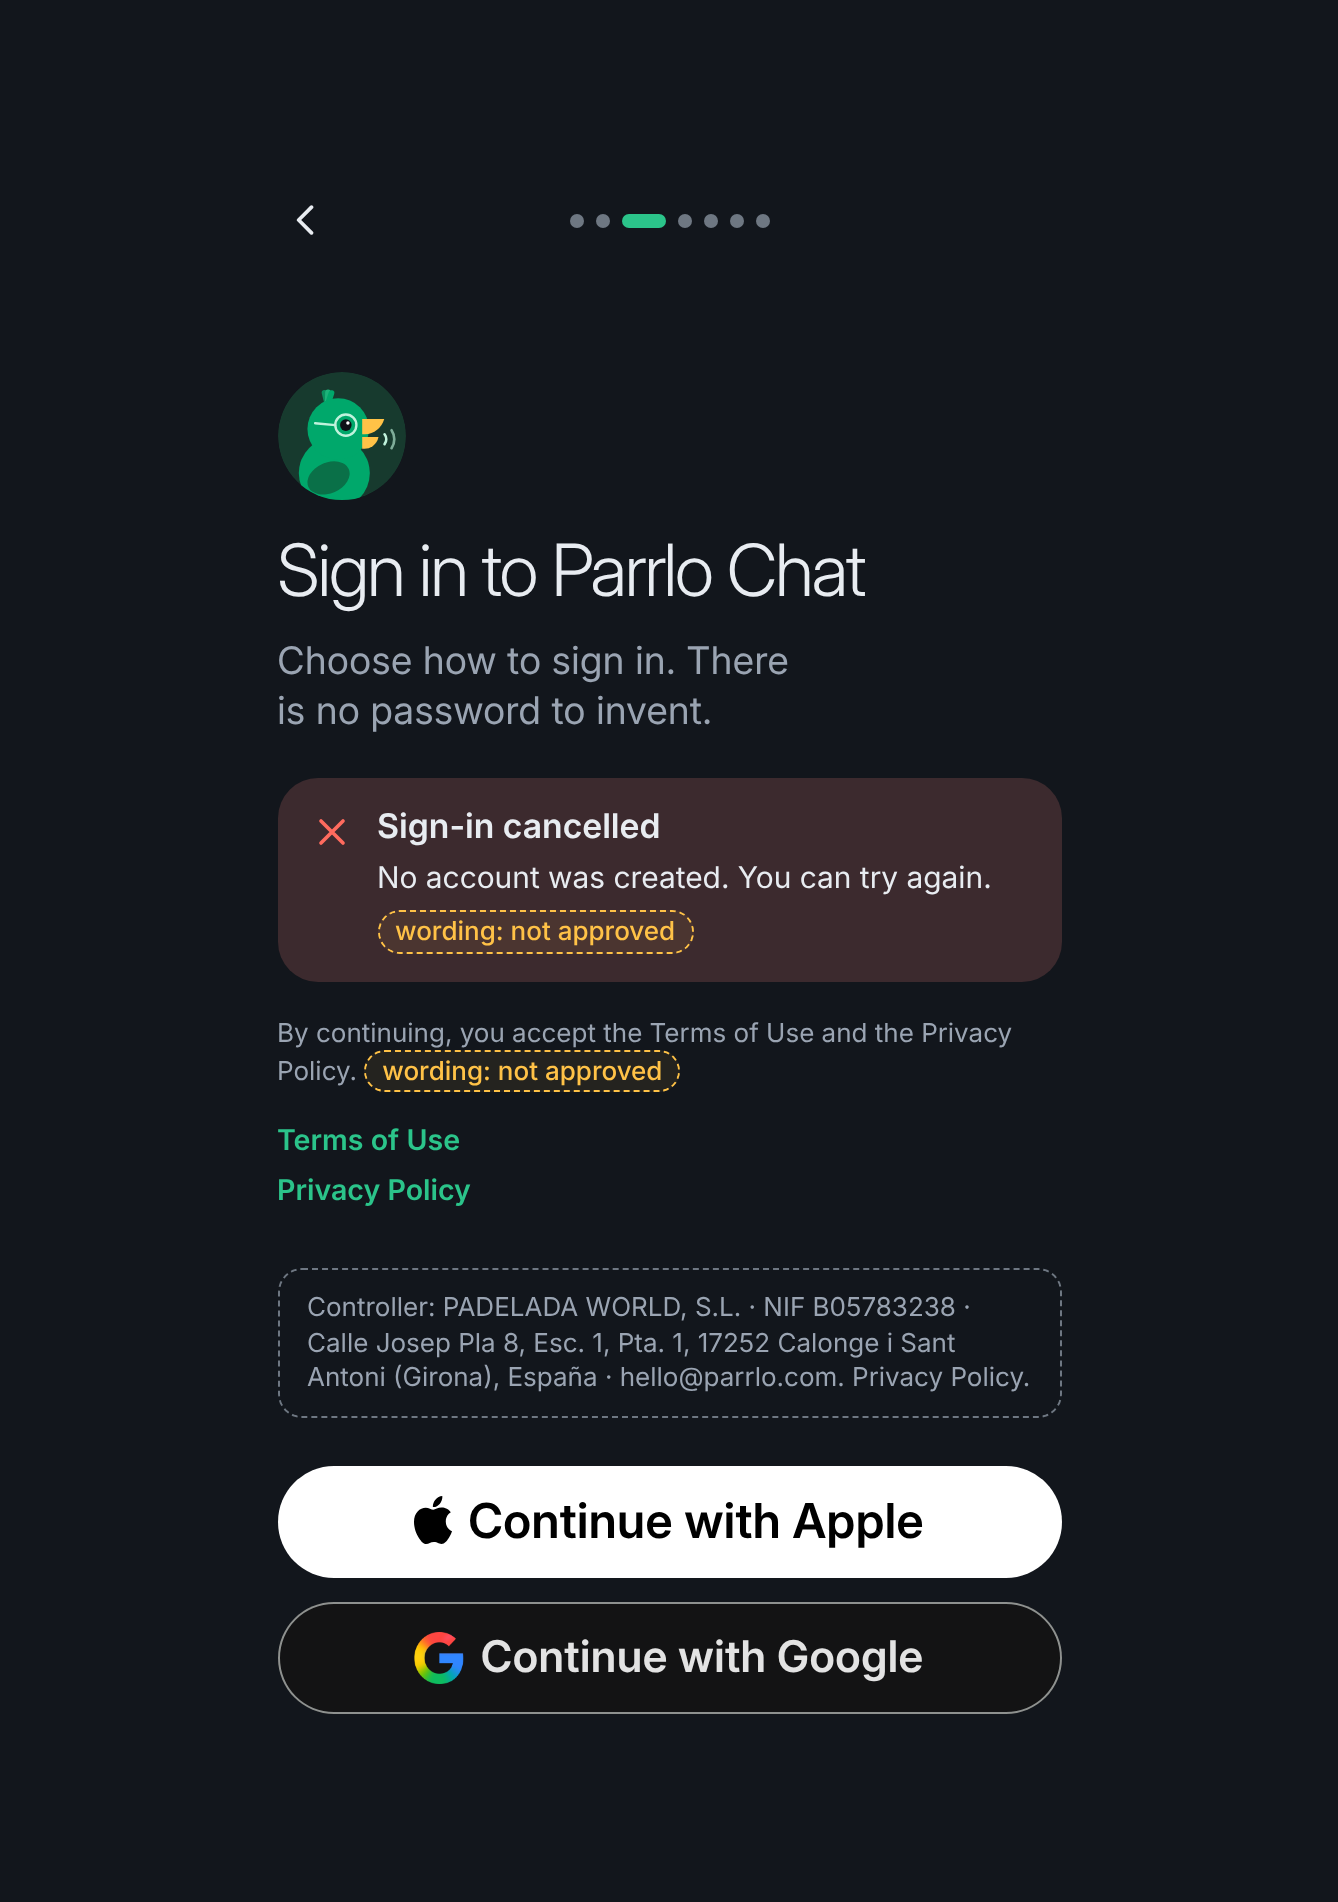 Sign in to Parrlo Chat
Choose how to sign in. There
is no password to invent.
Sign-in cancelled
No account was created. You can try again.
wording: not approved
By continuing, you accept the Terms of Use and the Privacy
Policy. wording: not approved
Terms of Use
Privacy Policy
Controller: PADELADA WORLD, S.L. · NIF B05783238 ·
Calle Josep Pla 8, Esc. 1, Pta. 1, 17252 Calonge i Sant
Antoni (Girona), España · hello@parrlo.com. Privacy Policy.
Continue with Apple
Continue with Google